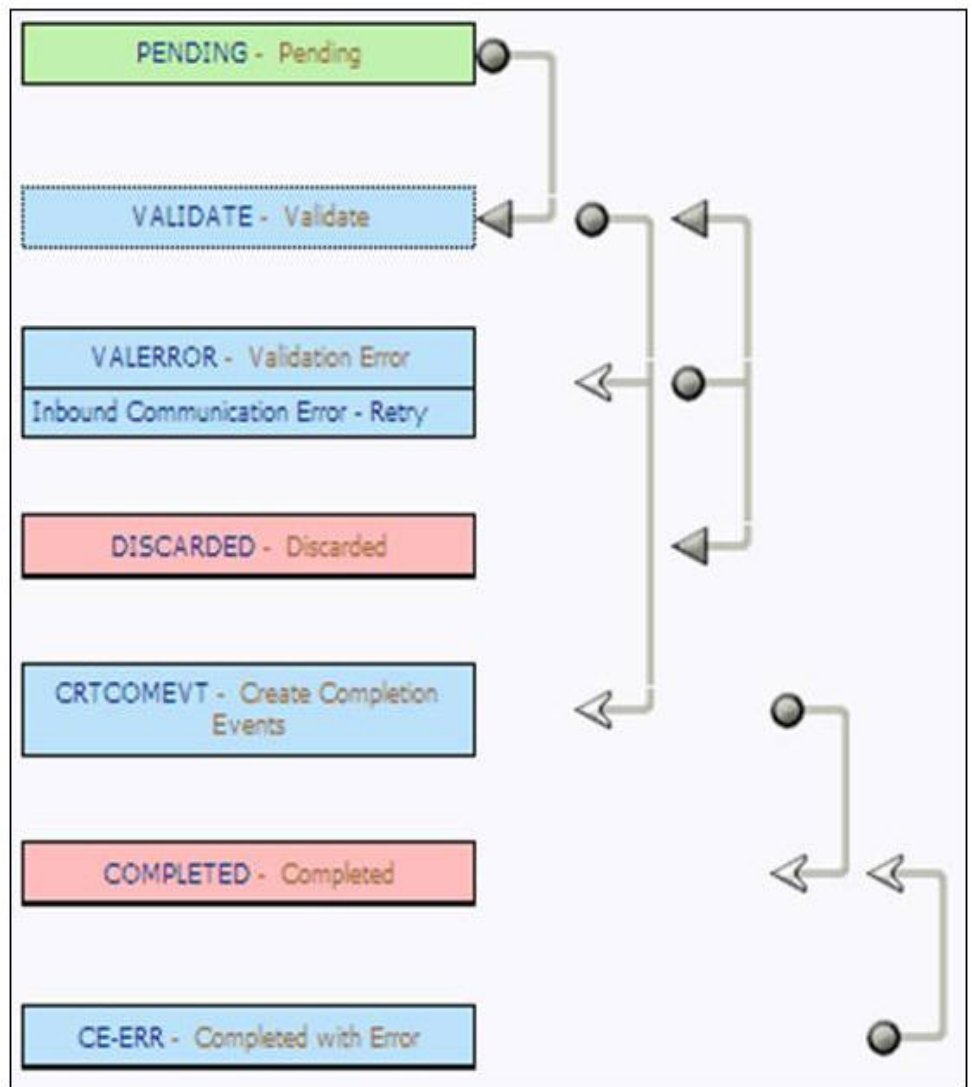 PENDING - Pending
VALIDATE - Validate
VALERROR - Validation Error
Inbound Communication Error - Retry
DISCARDED - Discarded
CRTCOMEVT - Create Completion
Events
COMPLETED - Completed
CE-ERR - Completed with Error